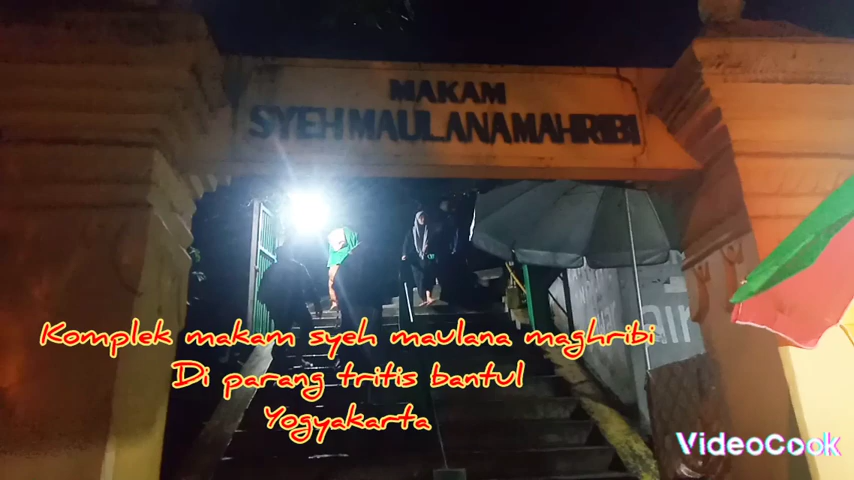 MAKAM
SYEH MAULANA MAHRIBI
Komplek makam syeh maulana maghribi
Di parang tritis bantul
Yogyakarta
VideoCook